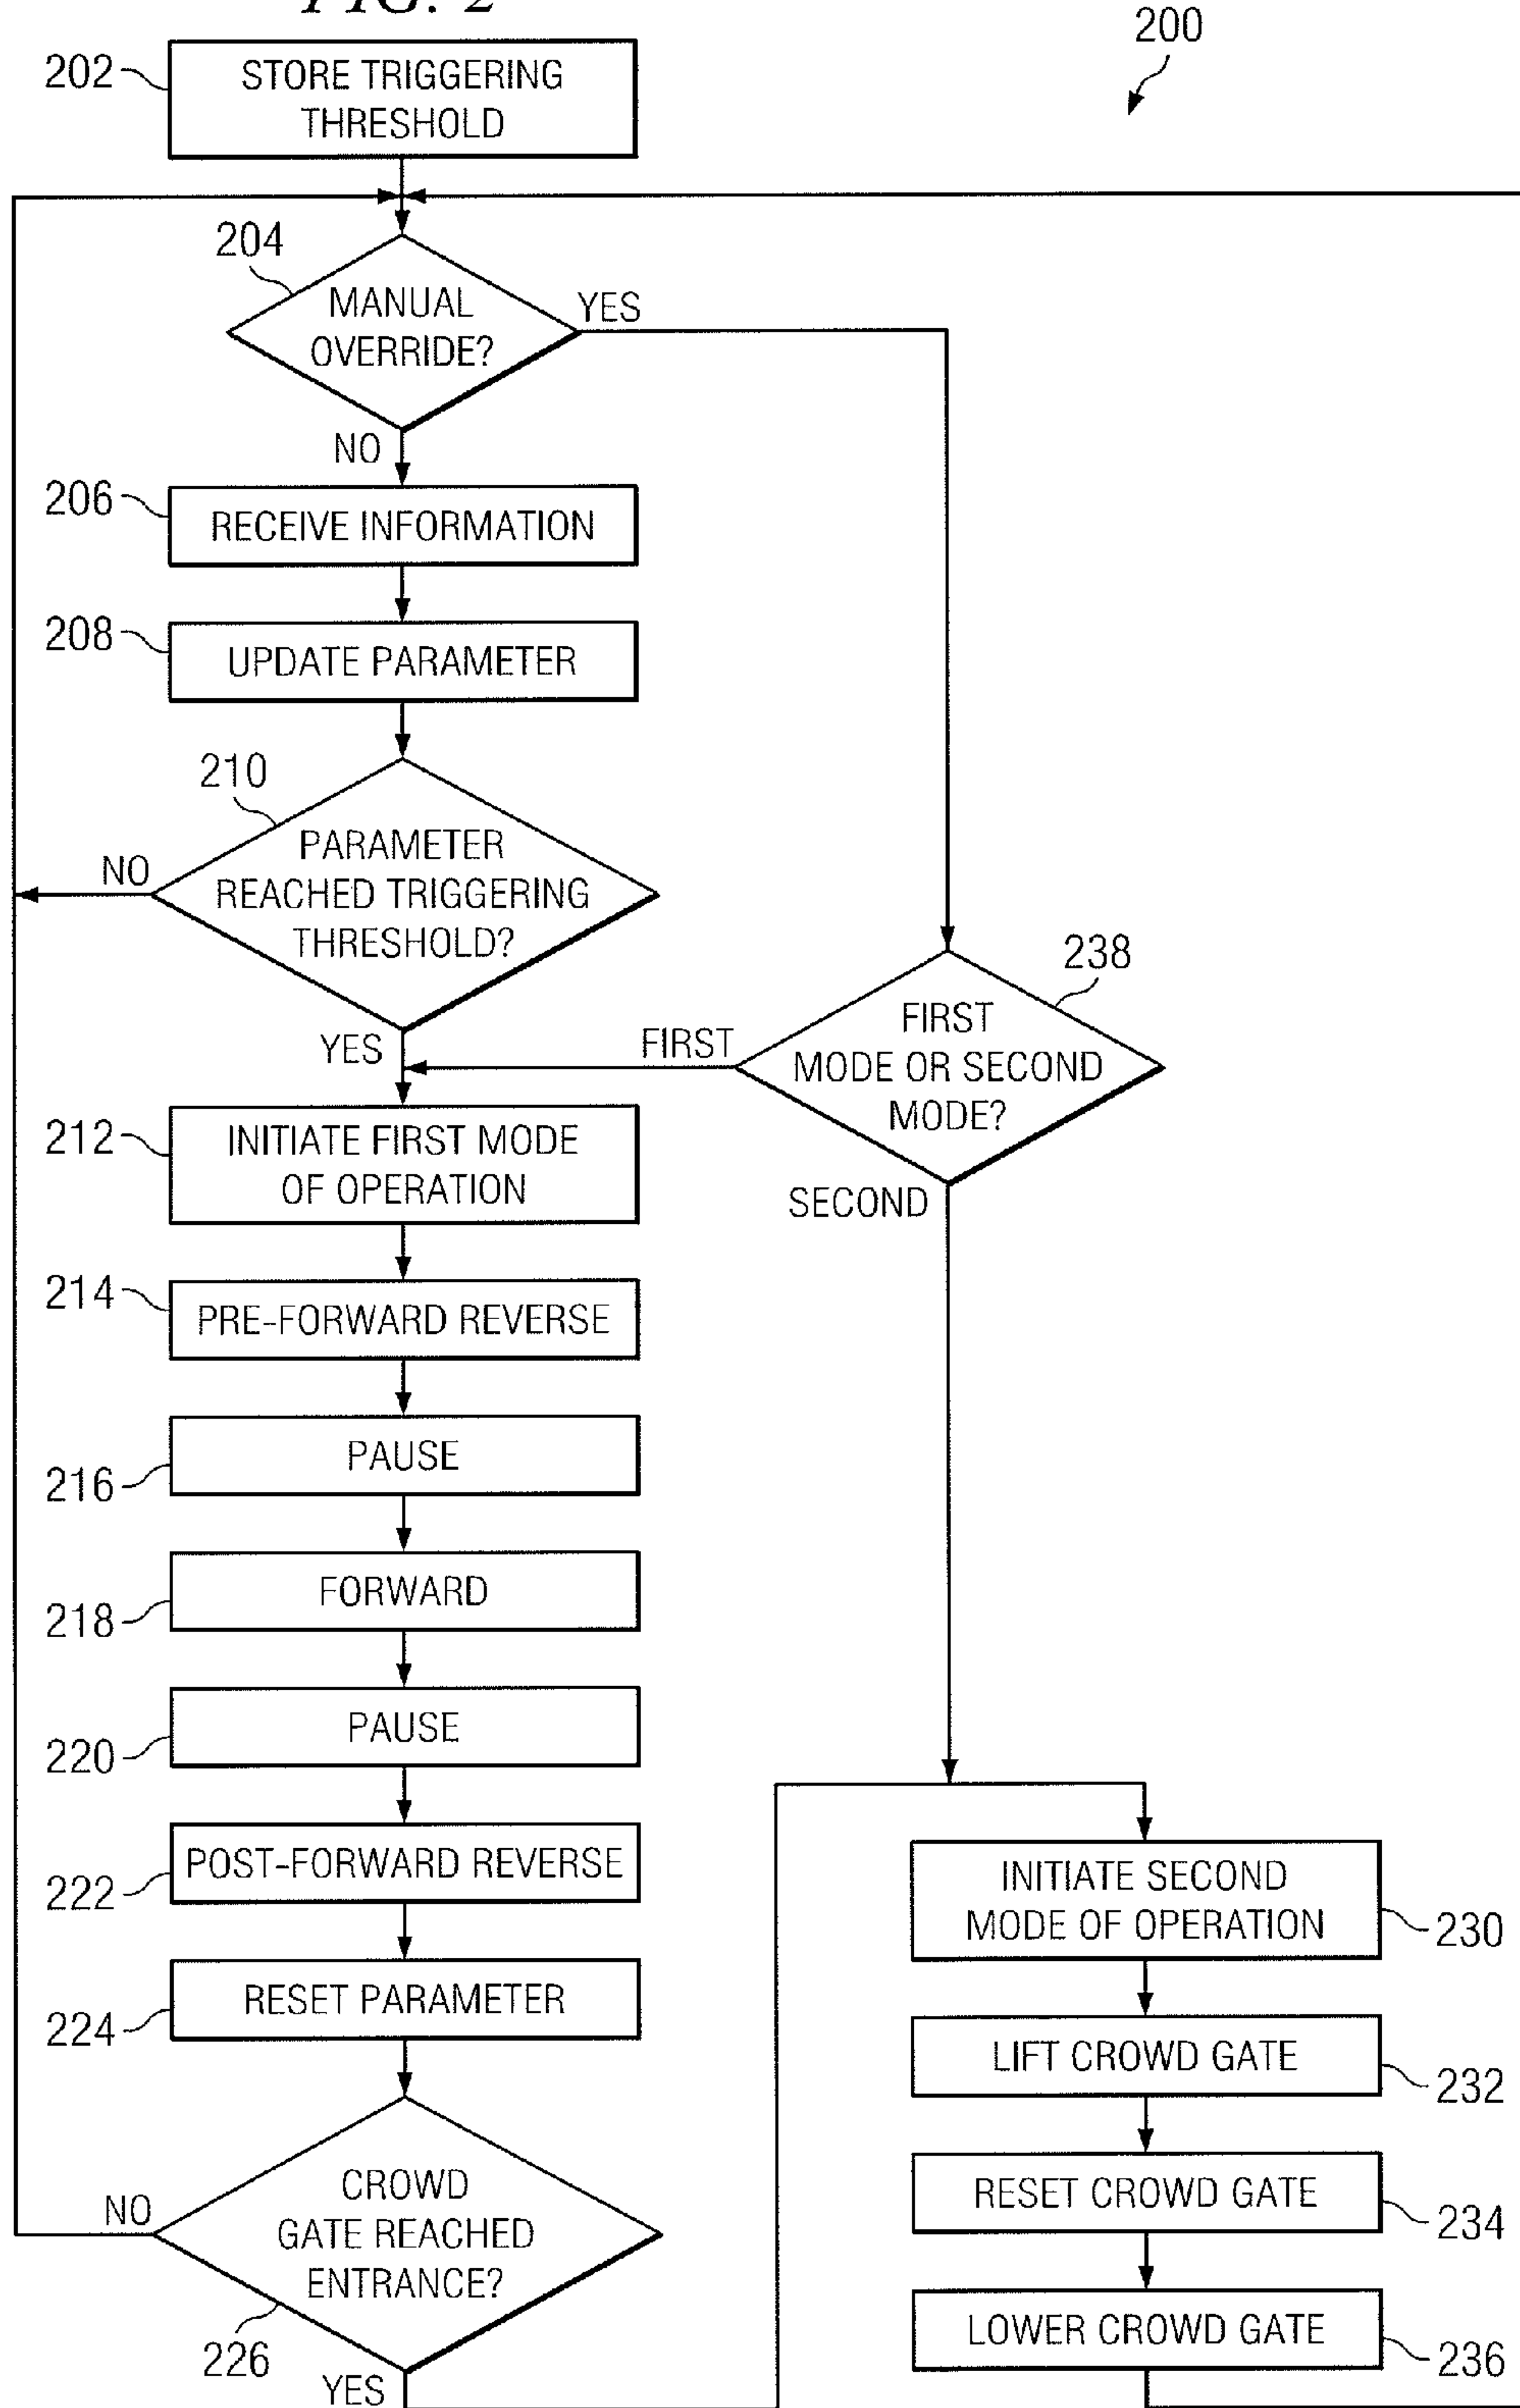 FIG. 2
200
202
STORE TRIGGERING
THRESHOLD
204
MANUAL
OVERRIDE?
YES
NO
206
RECEIVE INFORMATION
208
UPDATE PARAMETER
210
PARAMETER
REACHED TRIGGERING
THRESHOLD?
NO
YES
238
FIRST
MODE OR SECOND
MODE?
FIRST
SECOND
212
INITIATE FIRST MODE
OF OPERATION
214
PRE-FORWARD REVERSE
216
PAUSE
218
FORWARD
220
PAUSE
222
POST-FORWARD REVERSE
224
RESET PARAMETER
226
CROWD
GATE REACHED
ENTRANCE?
NO
YES
230
INITIATE SECOND
MODE OF OPERATION
232
LIFT CROWD GATE
234
RESET CROWD GATE
236
LOWER CROWD GATE